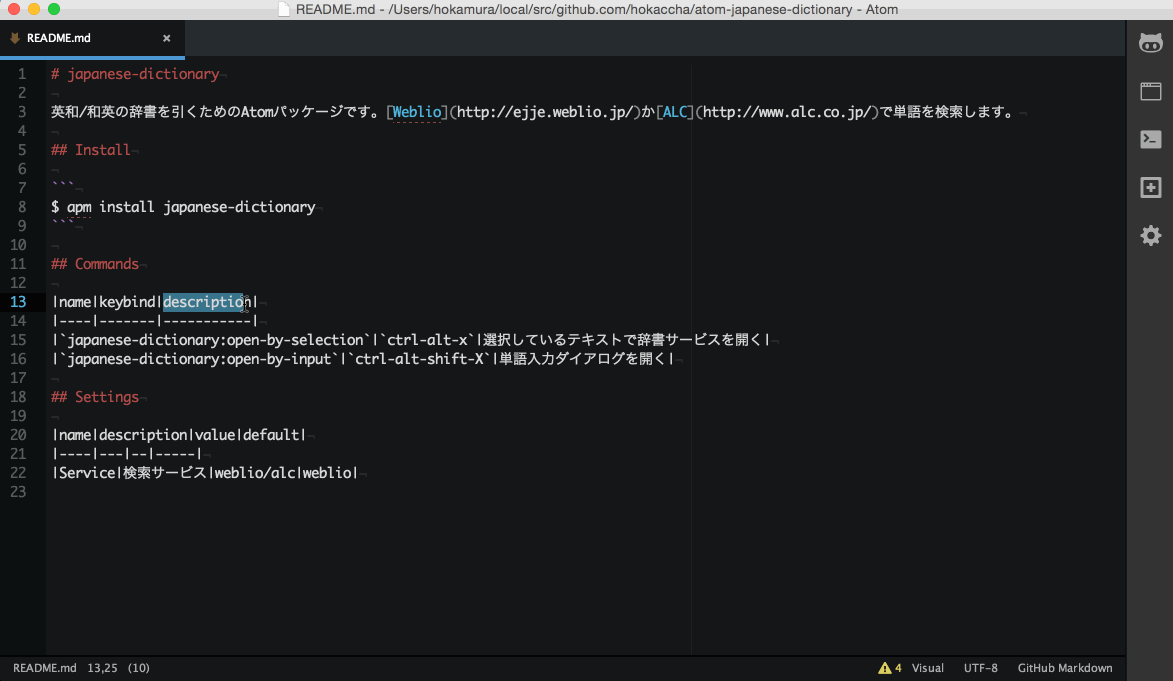 README.md - /Users/hokamura/local/src/github.com/hokaccha/atom-japanese-dictionary - Atom
README.md ×
1 # japanese-dictionary¬
2 ¬
3 英和/和英の辞書を引くためのAtomパッケージです。[Weblio](http://ejje.weblio.jp/)か[ALC](http://www.alc.co.jp/)で単語を検索します。¬
4 ¬
5 ## Install¬
6 ¬
7 ```¬
8 $ apm install japanese-dictionary¬
9 ```¬
10 ¬
11 ## Commands¬
12 ¬
13 |name|keybind|description|¬
14 |----|-------|-----------|¬
15 |`japanese-dictionary:open-by-selection`|`ctrl-alt-x`|選択しているテキストで辞書サービスを開く|¬
16 |`japanese-dictionary:open-by-input`|`ctrl-alt-shift-X`|単語入力ダイアログを開く|¬
17 ¬
18 ## Settings¬
19 ¬
20 |name|description|value|default|¬
21 |----|---|--|-----|¬
22 |Service|検索サービス|weblio/alc|weblio|¬
23
README.md 13,25 (10) 4 Visual UTF-8 GitHub Markdown